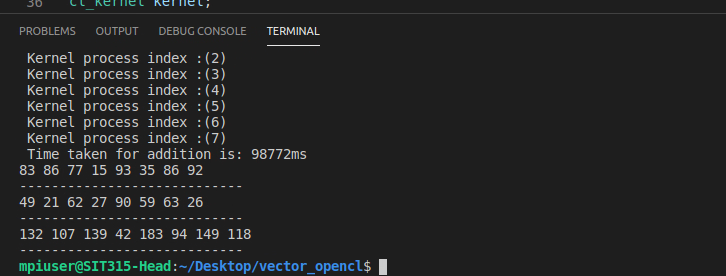 36 cl_kernel kernel;
PROBLEMS OUTPUT DEBUG CONSOLE TERMINAL
Kernel process index :(2)
Kernel process index :(3)
Kernel process index :(4)
Kernel process index :(5)
Kernel process index :(6)
Kernel process index :(7)
Time taken for addition is: 98772ms
83 86 77 15 93 35 86 92
----------------------------
49 21 62 27 90 59 63 26
----------------------------
132 107 139 42 183 94 149 118
----------------------------
mpiuser@SIT315-Head:~/Desktop/vector_opencl$